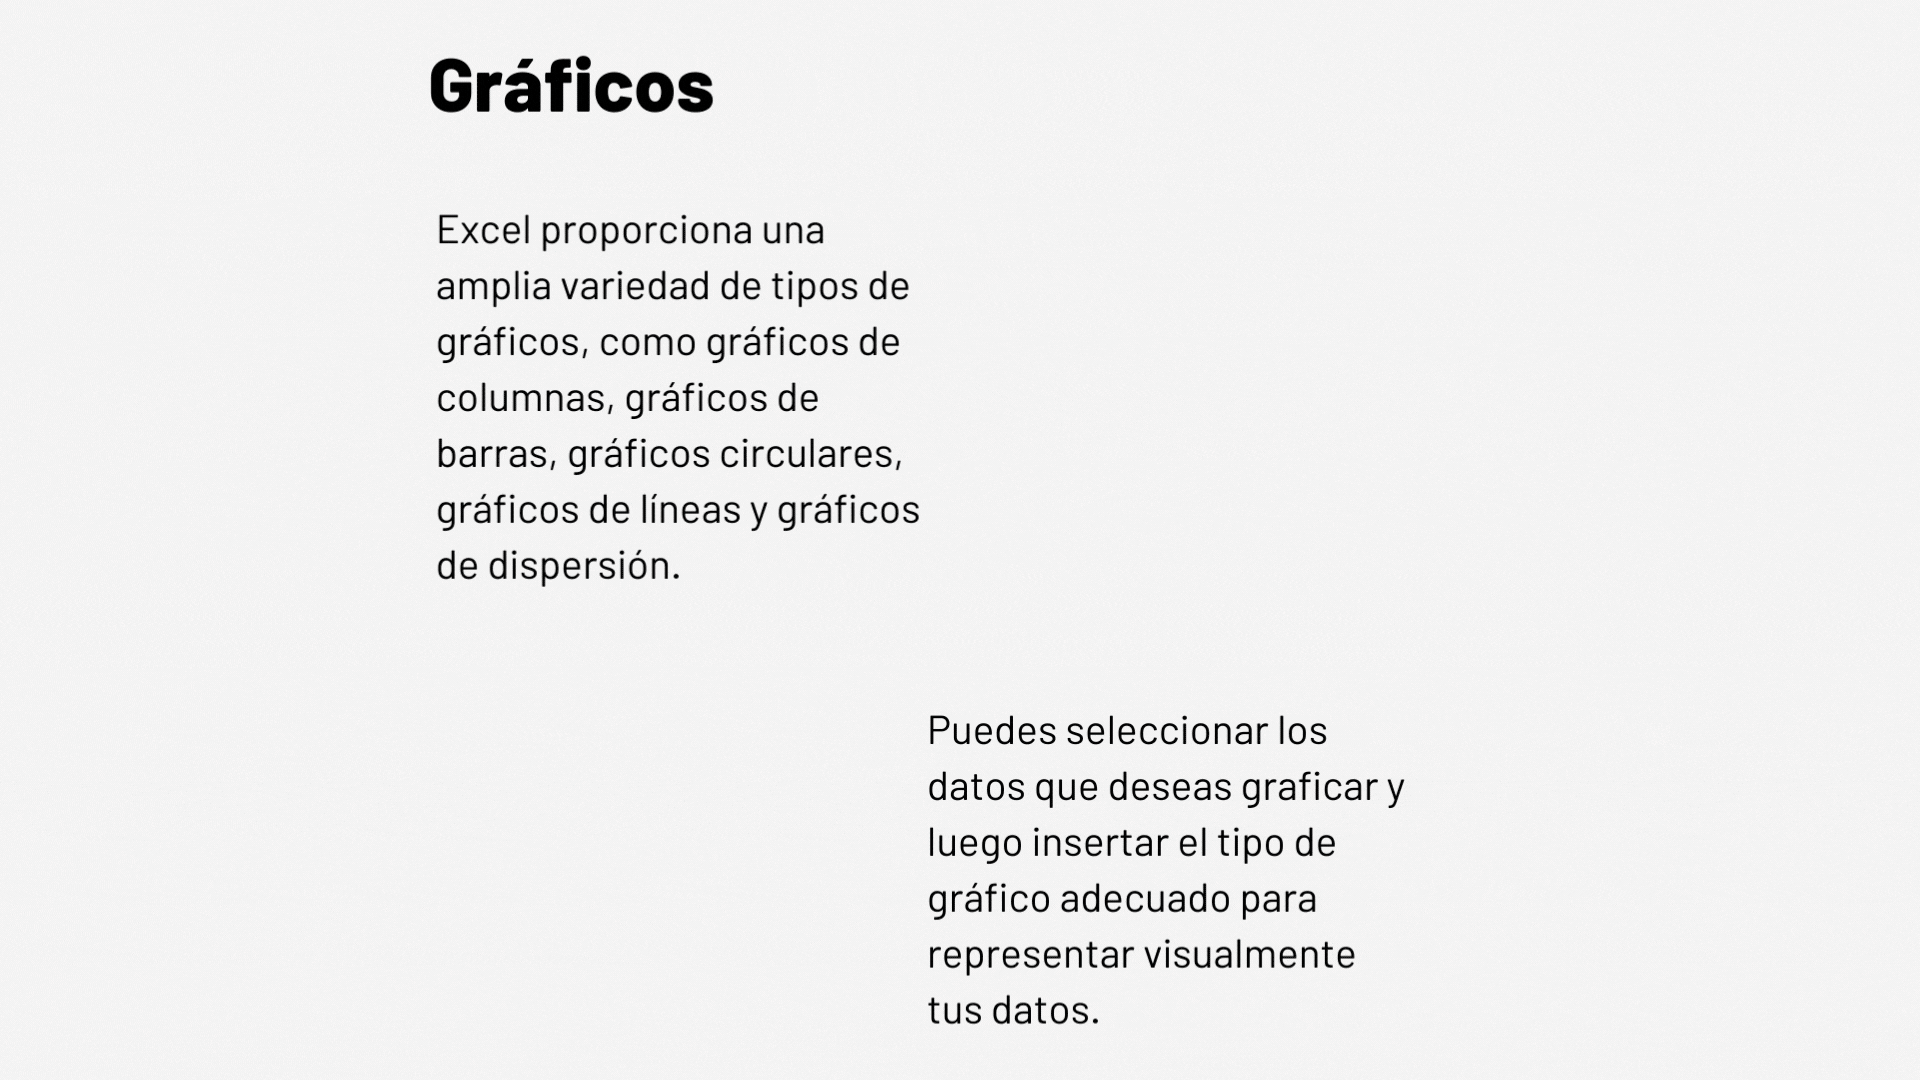 Gráficos
Excel proporciona una
amplia variedad de tipos de
gráficos, como gráficos de
columnas, gráficos de
barras, gráficos circulares,
gráficos de líneas y gráficos
de dispersión.
Puedes seleccionar los
datos que deseas graficar y
luego insertar el tipo de
gráfico adecuado para
representar visualmente
tus datos.